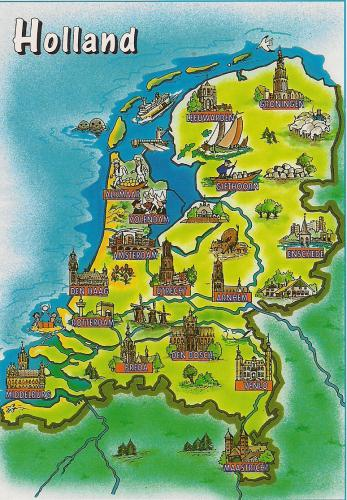 Holland
LEEUWARDEN
GRONINGEN
GIETHOORN
ALKMAAR
VOLENDAM
AMSTERDAM
ENSCHEDE
DEN HAAG
UTRECHT
ARNHEM
ROTTERDAM
DEN BOSCH
BREDA
VENLO
MIDDELBURG
MAASTRICHT